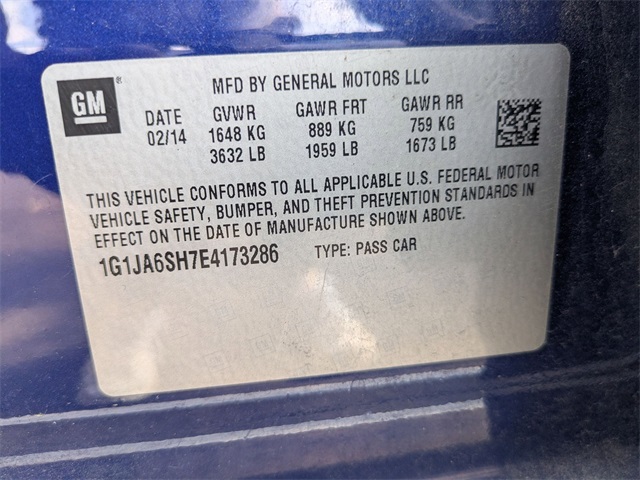 GM ®
MFD BY GENERAL MOTORS LLC
DATE GVWR GAWR FRT GAWR RR
02/14 1648 KG 889 KG 759 KG
3632 LB 1959 LB 1673 LB
THIS VEHICLE CONFORMS TO ALL APPLICABLE U.S. FEDERAL MOTOR
VEHICLE SAFETY, BUMPER, AND THEFT PREVENTION STANDARDS IN
EFFECT ON THE DATE OF MANUFACTURE SHOWN ABOVE.
1G1JA6SH7E4173286 TYPE: PASS CAR